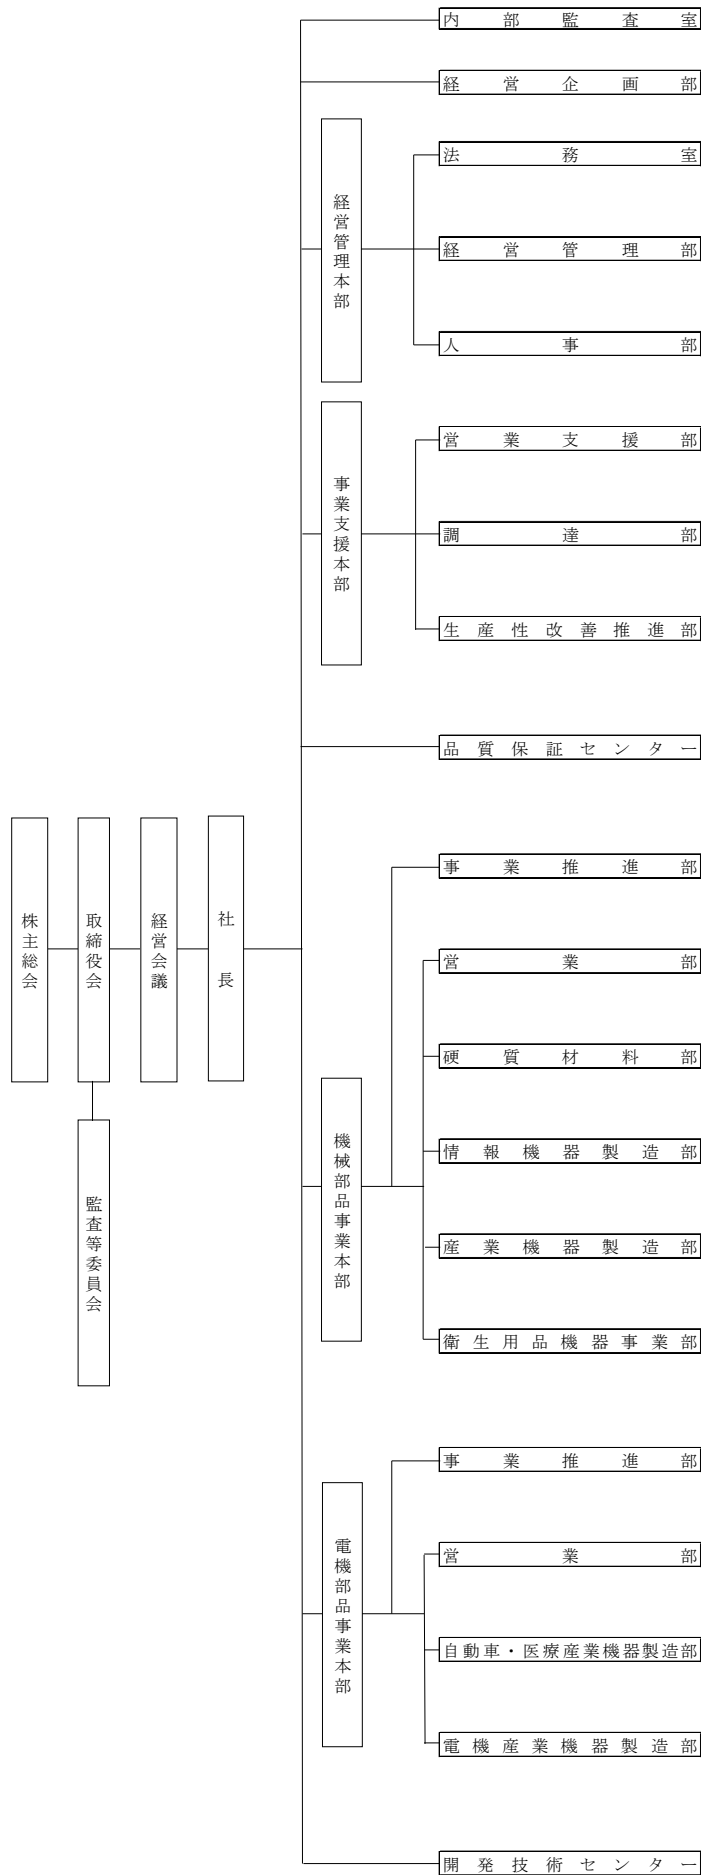 株主総会
取締役会
監査等委員会
経営会議
社長
内部監査室
経営企画部
経営管理本部
法務室
経営管理部
人事部
事業支援本部
営業支援部
調達部
生産性改善推進部
品質保証センター
機械部品事業本部
事業推進部
営業部
硬質材料部
情報機器製造部
産業機器製造部
衛生用品機器事業部
電機部品事業本部
事業推進部
営業部
自動車・医療産業機器製造部
電機産業機器製造部
開発技術センター